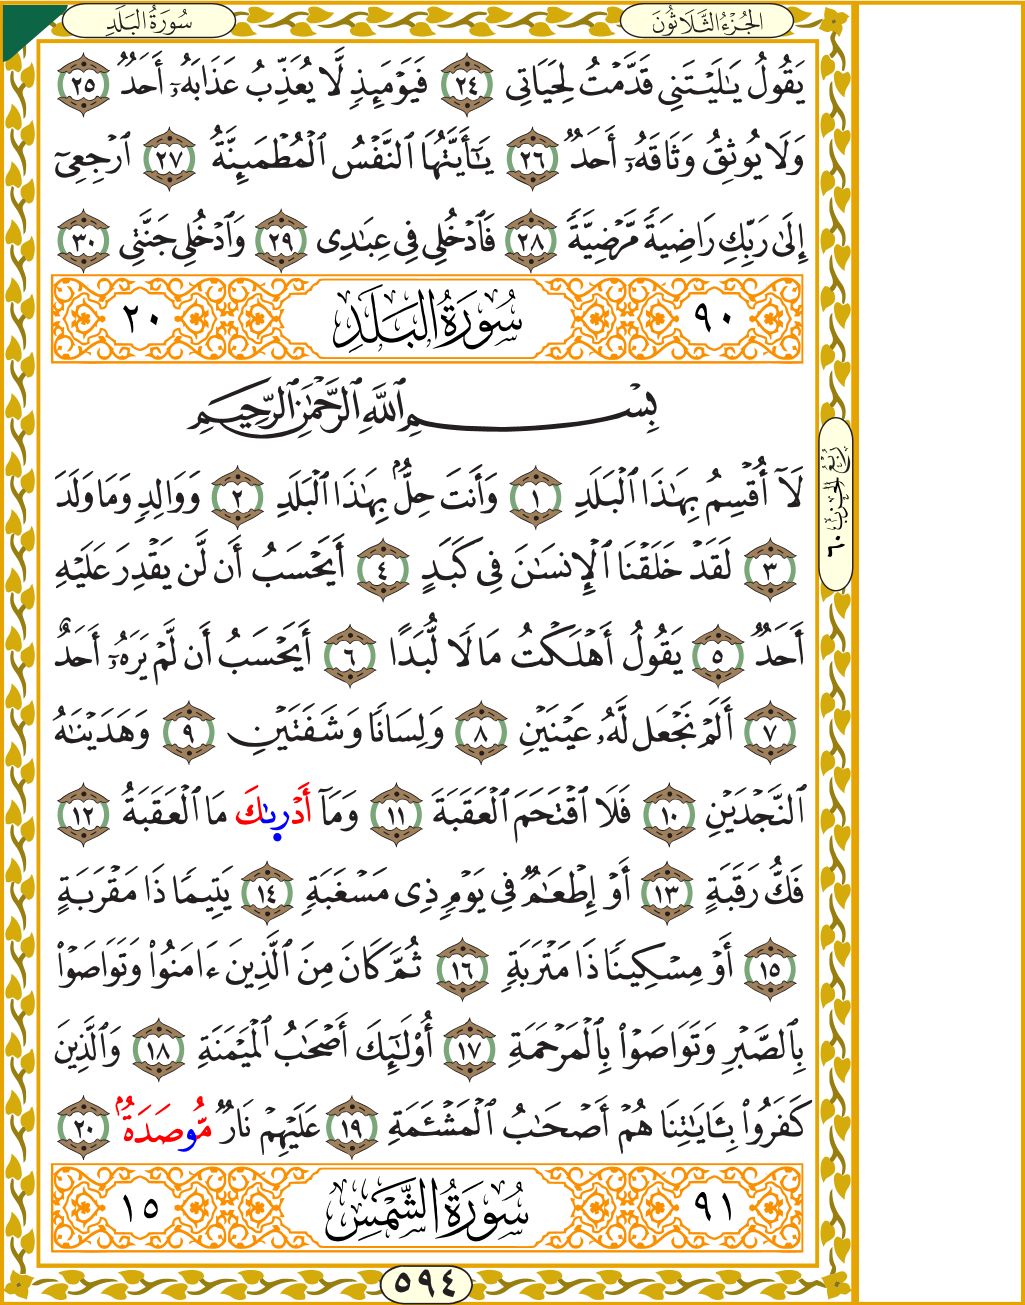 سُورَةُ البَلَدِ
الجُزْءُ الثَّلَاثُونَ
يَقُولُ يَـٰلَيْتَنِى قَدَّمْتُ لِحَيَاتِى ٢٤ فَيَوْمَئِذٍ لَّا يُعَذِّبُ عَذَابَهُۥٓ أَحَدٌ ٢٥
وَلَا يُوثِقُ وَثَاقَهُۥٓ أَحَدٌ ٢٦ يَـٰٓأَيَّتُهَا ٱلنَّفْسُ ٱلْمُطْمَئِنَّةُ ٢٧ ٱرْجِعِىٓ
إِلَىٰ رَبِّكِ رَاضِيَةً مَّرْضِيَّةً ٢٨ فَٱدْخُلِى فِى عِبَـٰدِى ٢٩ وَٱدْخُلِى جَنَّتِى ٣٠
٩٠ سُورَةُ البَلَدِ ٢٠
بِسْمِ ٱللَّهِ ٱلرَّحْمَـٰنِ ٱلرَّحِيمِ
لَآ أُقْسِمُ بِهَـٰذَا ٱلْبَلَدِ ١ وَأَنتَ حِلٌّۢ بِهَـٰذَا ٱلْبَلَدِ ٢ وَوَالِدٍ وَمَا وَلَدَ
٣ لَقَدْ خَلَقْنَا ٱلْإِنسَـٰنَ فِى كَبَدٍ ٤ أَيَحْسَبُ أَن لَّن يَقْدِرَ عَلَيْهِ
أَحَدٌ ٥ يَقُولُ أَهْلَكْتُ مَالًا لُّبَدًا ٦ أَيَحْسَبُ أَن لَّمْ يَرَهُۥٓ أَحَدٌ
٧ أَلَمْ نَجْعَل لَّهُۥ عَيْنَيْنِ ٨ وَلِسَانًا وَشَفَتَيْنِ ٩ وَهَدَيْنَـٰهُ
ٱلنَّجْدَيْنِ ١٠ فَلَا ٱقْتَحَمَ ٱلْعَقَبَةَ ١١ وَمَآ أَدْرىٰكَ مَا ٱلْعَقَبَةُ ١٢
فَكُّ رَقَبَةٍ ١٣ أَوْ إِطْعَـٰمٌ فِى يَوْمٍ ذِى مَسْغَبَةٍ ١٤ يَتِيمًا ذَا مَقْرَبَةٍ
١٥ أَوْ مِسْكِينًا ذَا مَتْرَبَةٍ ١٦ ثُمَّ كَانَ مِنَ ٱلَّذِينَ ءَامَنُوا۟ وَتَوَاصَوْا۟
بِٱلصَّبْرِ وَتَوَاصَوْا۟ بِٱلْمَرْحَمَةِ ١٧ أُو۟لَـٰٓئِكَ أَصْحَـٰبُ ٱلْمَيْمَنَةِ ١٨ وَٱلَّذِينَ
كَفَرُوا۟ بِـَٔايَـٰتِنَا هُمْ أَصْحَـٰبُ ٱلْمَشْـَٔمَةِ ١٩ عَلَيْهِمْ نَارٌ مُّوصَدَةٌۢ ٢٠
٩١ سُورَةُ الشَّمْسِ ١٥
رُبْعُ الحِزْبِ ٦٠
٥٩٤